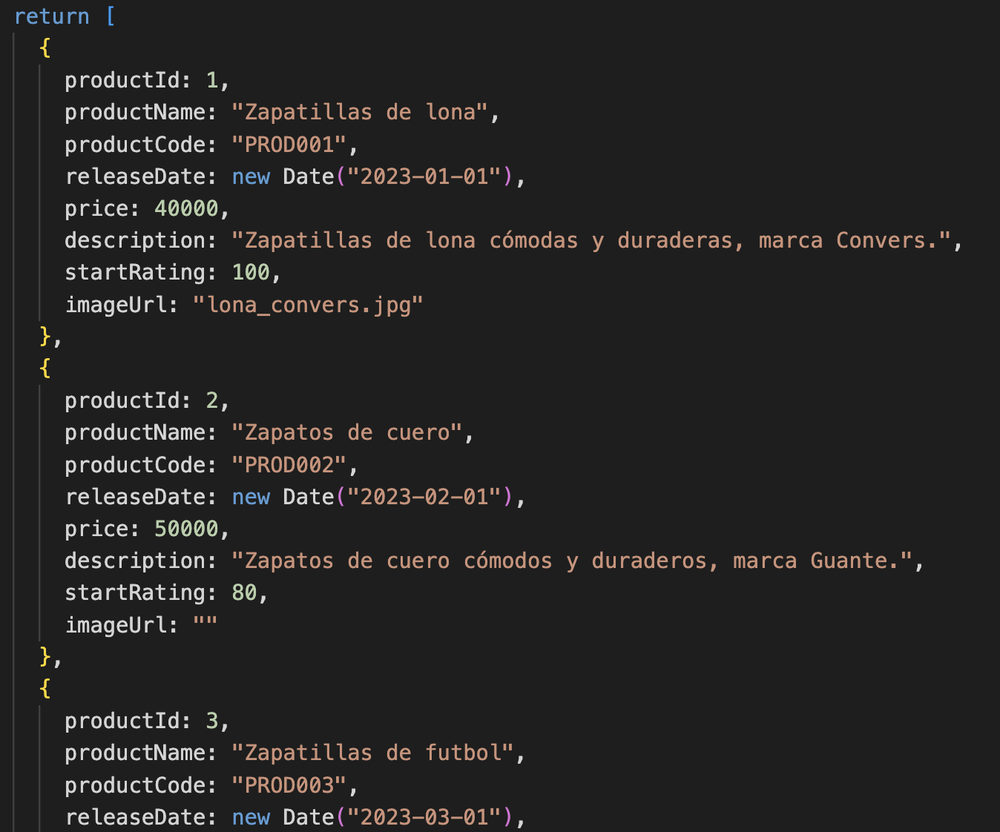 return [
{
productId: 1,
productName: "Zapatillas de lona",
productCode: "PROD001",
releaseDate: new Date("2023-01-01"),
price: 40000,
description: "Zapatillas de lona cómodas y duraderas, marca Convers.",
startRating: 100,
imageUrl: "lona_convers.jpg"
},
{
productId: 2,
productName: "Zapatos de cuero",
productCode: "PROD002",
releaseDate: new Date("2023-02-01"),
price: 50000,
description: "Zapatos de cuero cómodos y duraderos, marca Guante.",
startRating: 80,
imageUrl: ""
},
{
productId: 3,
productName: "Zapatillas de futbol",
productCode: "PROD003",
releaseDate: new Date("2023-03-01"),